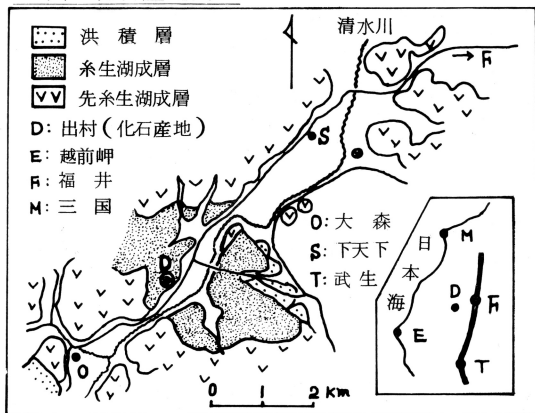 洪積層
糸生湖成層
先糸生湖成層
D: 出村(化石産地)
E: 越前岬
F: 福井
M: 三国
清水川
→ F
S
D
O
O: 大森
S: 下天下
T: 武生
日本海
M
D
F
E
T
0 1 2 km